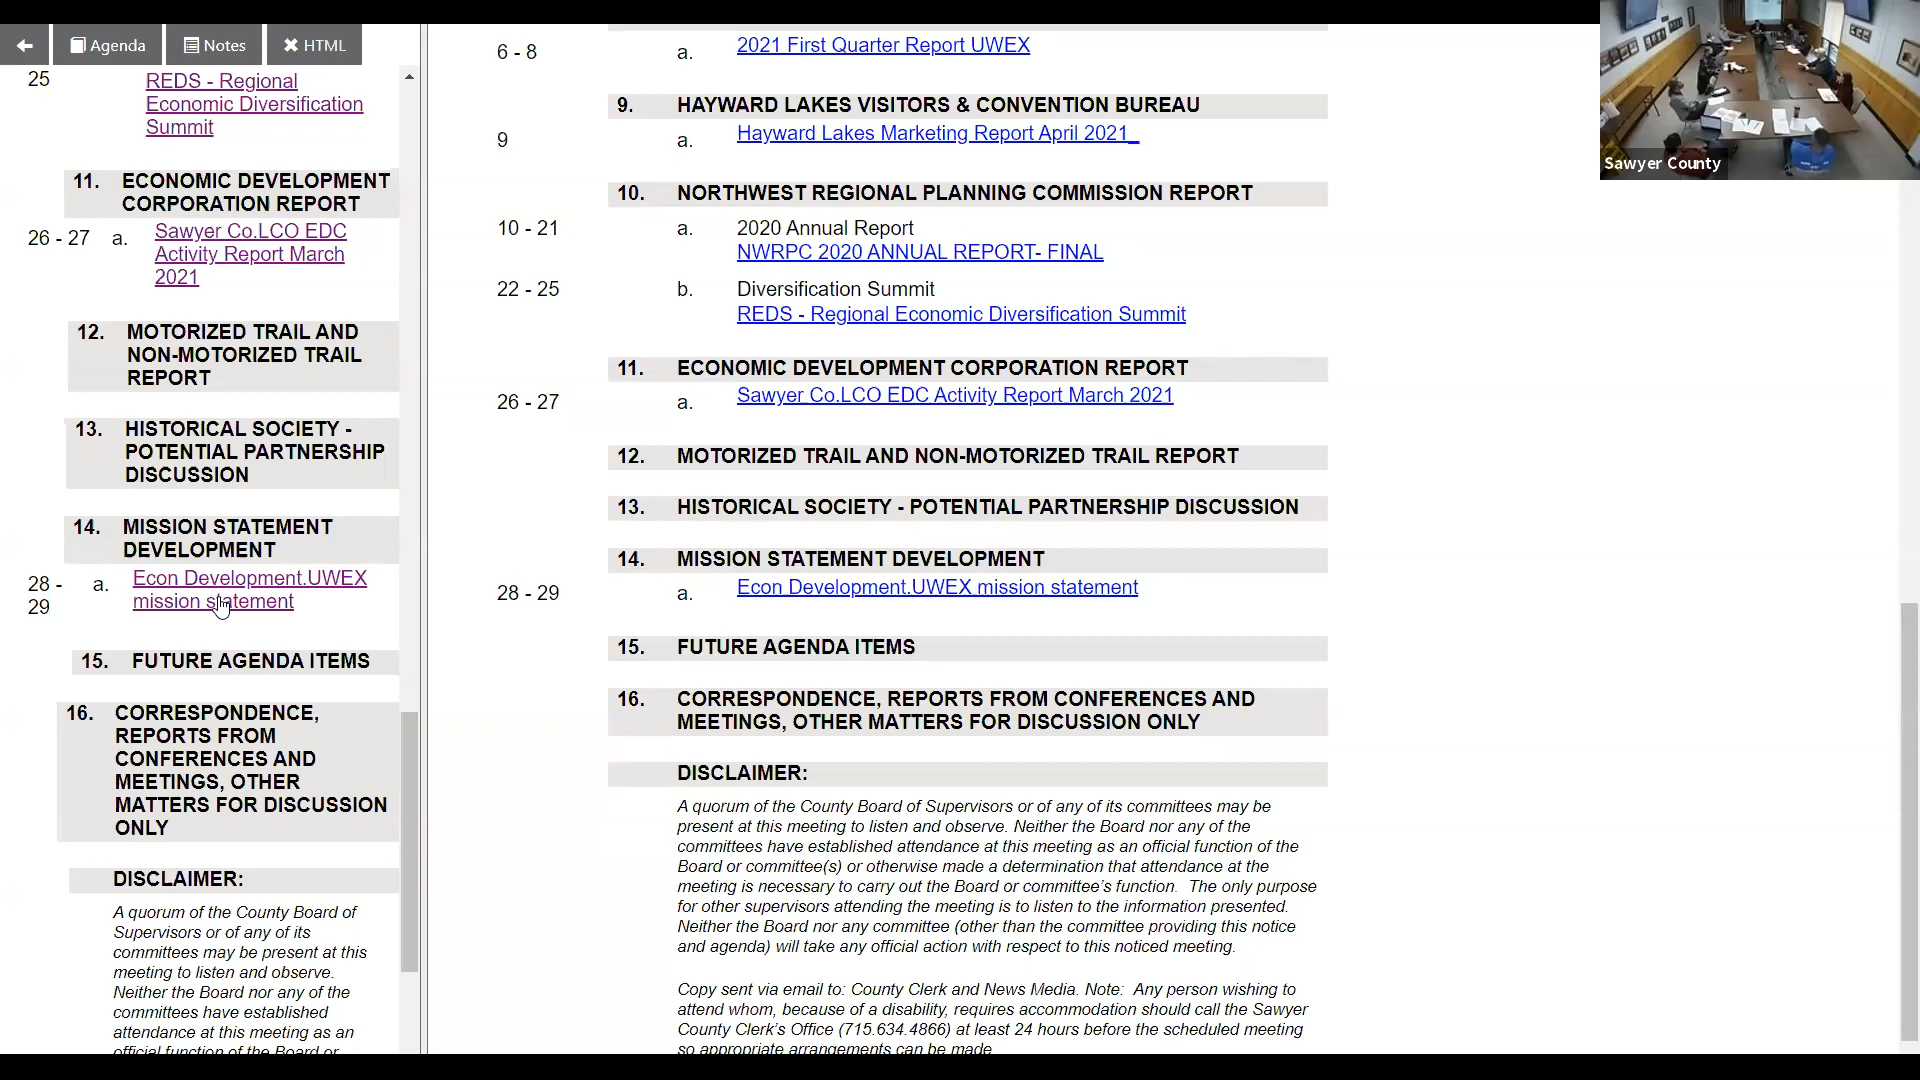 Agenda
Notes
HTML
25
REDS - Regional
Economic Diversification
Summit
11. ECONOMIC DEVELOPMENT
CORPORATION REPORT
26 - 27 a. Sawyer Co.LCO EDC
Activity Report March
2021
12. MOTORIZED TRAIL AND
NON-MOTORIZED TRAIL
REPORT
13. HISTORICAL SOCIETY -
POTENTIAL PARTNERSHIP
DISCUSSION
14. MISSION STATEMENT
DEVELOPMENT
28 - a. Econ Development.UWEX
29 mission statement
15. FUTURE AGENDA ITEMS
16. CORRESPONDENCE,
REPORTS FROM
CONFERENCES AND
MEETINGS, OTHER
MATTERS FOR DISCUSSION
ONLY
DISCLAIMER:
A quorum of the County Board of
Supervisors or of any of its
committees may be present at this
meeting to listen and observe.
Neither the Board nor any of the
committees have established
attendance at this meeting as an
official function of the Board or
6 - 8 a. 2021 First Quarter Report UWEX
9. HAYWARD LAKES VISITORS & CONVENTION BUREAU
9 a. Hayward Lakes Marketing Report April 2021_
10. NORTHWEST REGIONAL PLANNING COMMISSION REPORT
10 - 21 a. 2020 Annual Report
NWRPC 2020 ANNUAL REPORT- FINAL
22 - 25 b. Diversification Summit
REDS - Regional Economic Diversification Summit
11. ECONOMIC DEVELOPMENT CORPORATION REPORT
26 - 27 a. Sawyer Co.LCO EDC Activity Report March 2021
12. MOTORIZED TRAIL AND NON-MOTORIZED TRAIL REPORT
13. HISTORICAL SOCIETY - POTENTIAL PARTNERSHIP DISCUSSION
14. MISSION STATEMENT DEVELOPMENT
28 - 29 a. Econ Development.UWEX mission statement
15. FUTURE AGENDA ITEMS
16. CORRESPONDENCE, REPORTS FROM CONFERENCES AND
MEETINGS, OTHER MATTERS FOR DISCUSSION ONLY
DISCLAIMER:
A quorum of the County Board of Supervisors or of any of its committees may be
present at this meeting to listen and observe. Neither the Board nor any of the
committees have established attendance at this meeting as an official function of the
Board or committee(s) or otherwise made a determination that attendance at the
meeting is necessary to carry out the Board or committee's function.  The only purpose
for other supervisors attending the meeting is to listen to the information presented.
Neither the Board nor any committee (other than the committee providing this notice
and agenda) will take any official action with respect to this noticed meeting.
Copy sent via email to: County Clerk and News Media. Note:  Any person wishing to
attend whom, because of a disability, requires accommodation should call the Sawyer
County Clerk's Office (715.634.4866) at least 24 hours before the scheduled meeting
so appropriate arrangements can be made
Sawyer County